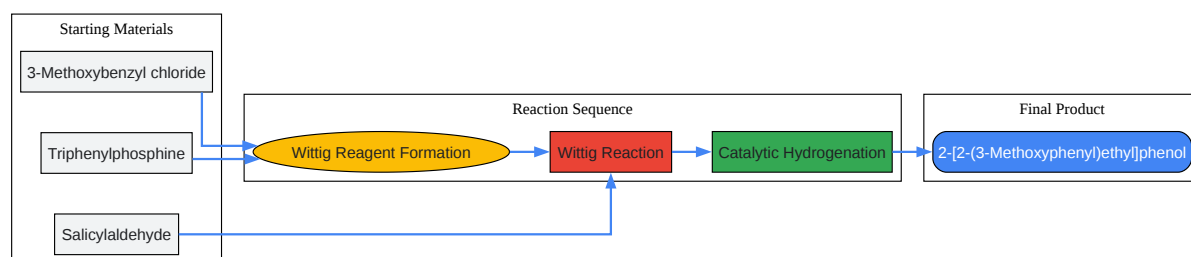 Starting Materials
3-Methoxybenzyl chloride
Triphenylphosphine
Salicylaldehyde
Reaction Sequence
Wittig Reagent Formation
Wittig Reaction
Catalytic Hydrogenation
Final Product
2-[2-(3-Methoxyphenyl)ethyl]phenol